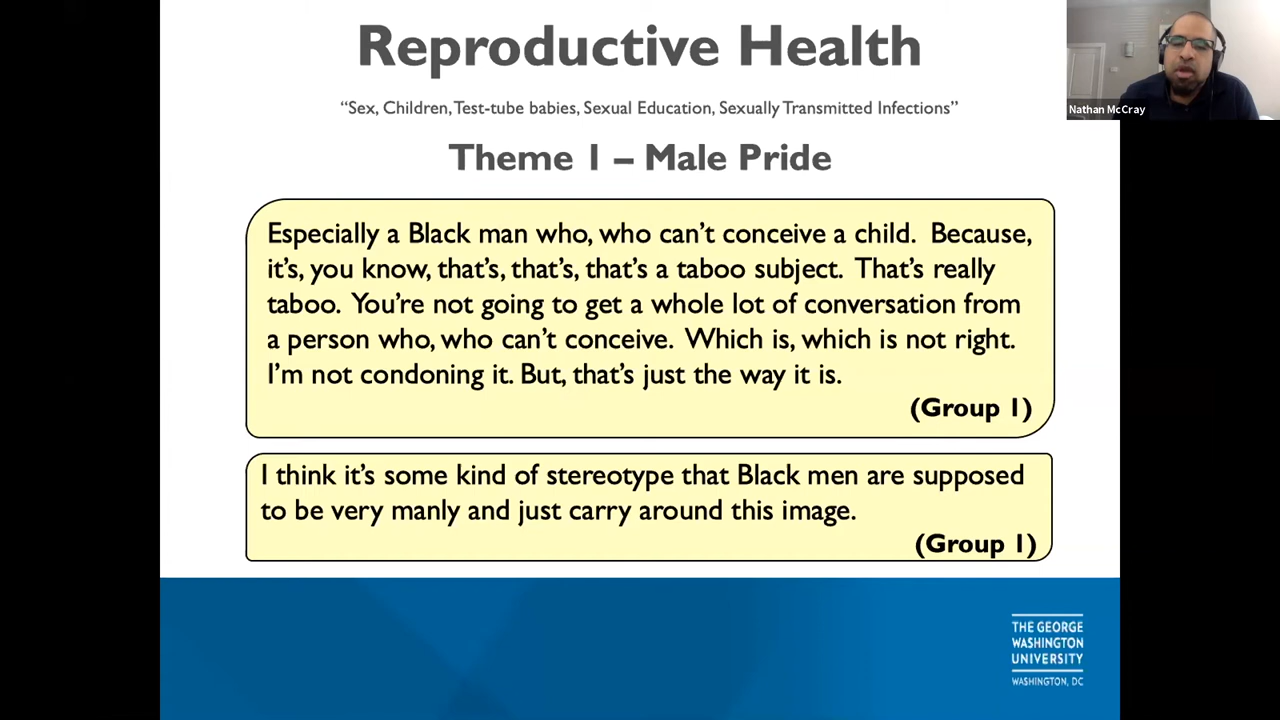 Reproductive Health
“Sex, Children, Test-tube babies, Sexual Education, Sexually Transmitted Infections”
Theme 1 – Male Pride
Especially a Black man who, who can’t conceive a child.  Because,
it’s, you know, that’s, that’s, that’s a taboo subject.  That’s really
taboo.  You’re not going to get a whole lot of conversation from
a person who, who can’t conceive.  Which is, which is not right.
I’m not condoning it. But, that’s just the way it is.
(Group 1)
I think it’s some kind of stereotype that Black men are supposed
to be very manly and just carry around this image.
(Group 1)
Nathan McCray
THE GEORGE
WASHINGTON
UNIVERSITY
WASHINGTON, DC